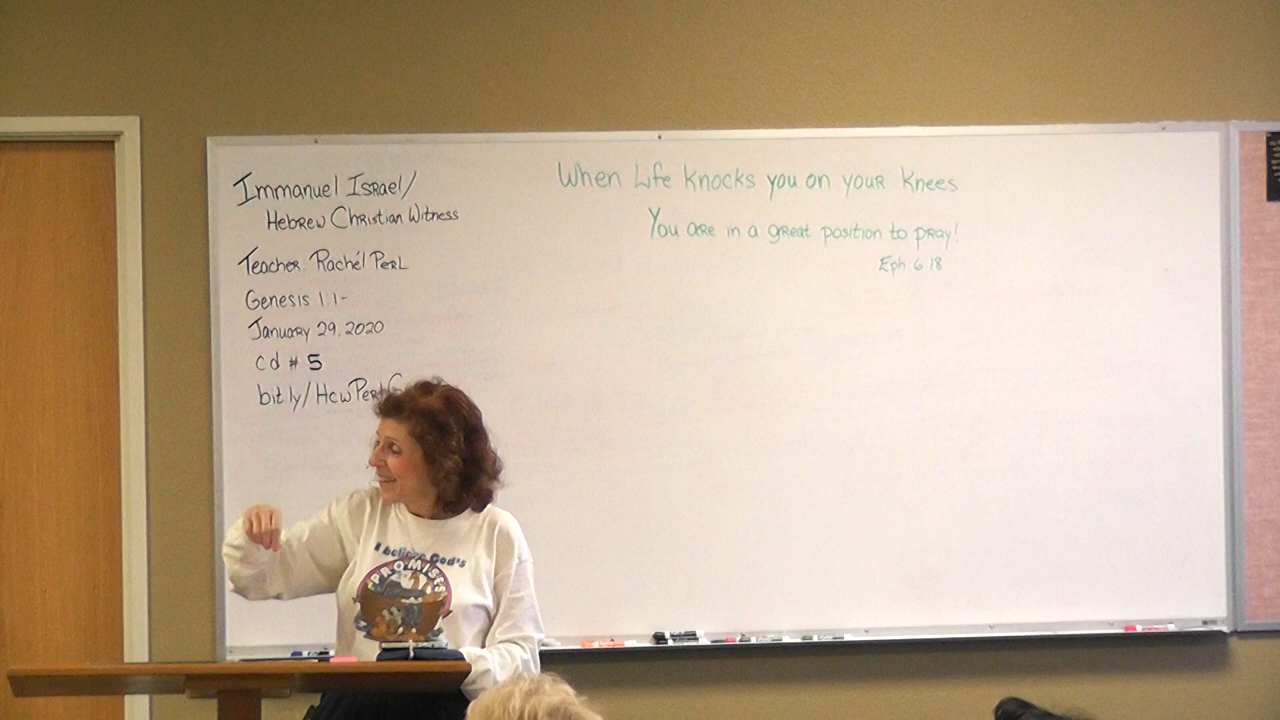 Immanuel Israel/
Hebrew Christian Witness
Teacher: Rachél Perl
Genesis 1:1-
January 29, 2020
cd # 5
When Life Knocks you on your Knees
You are in a great position to pray!
Eph 6:18
I believe God's
PROMISES